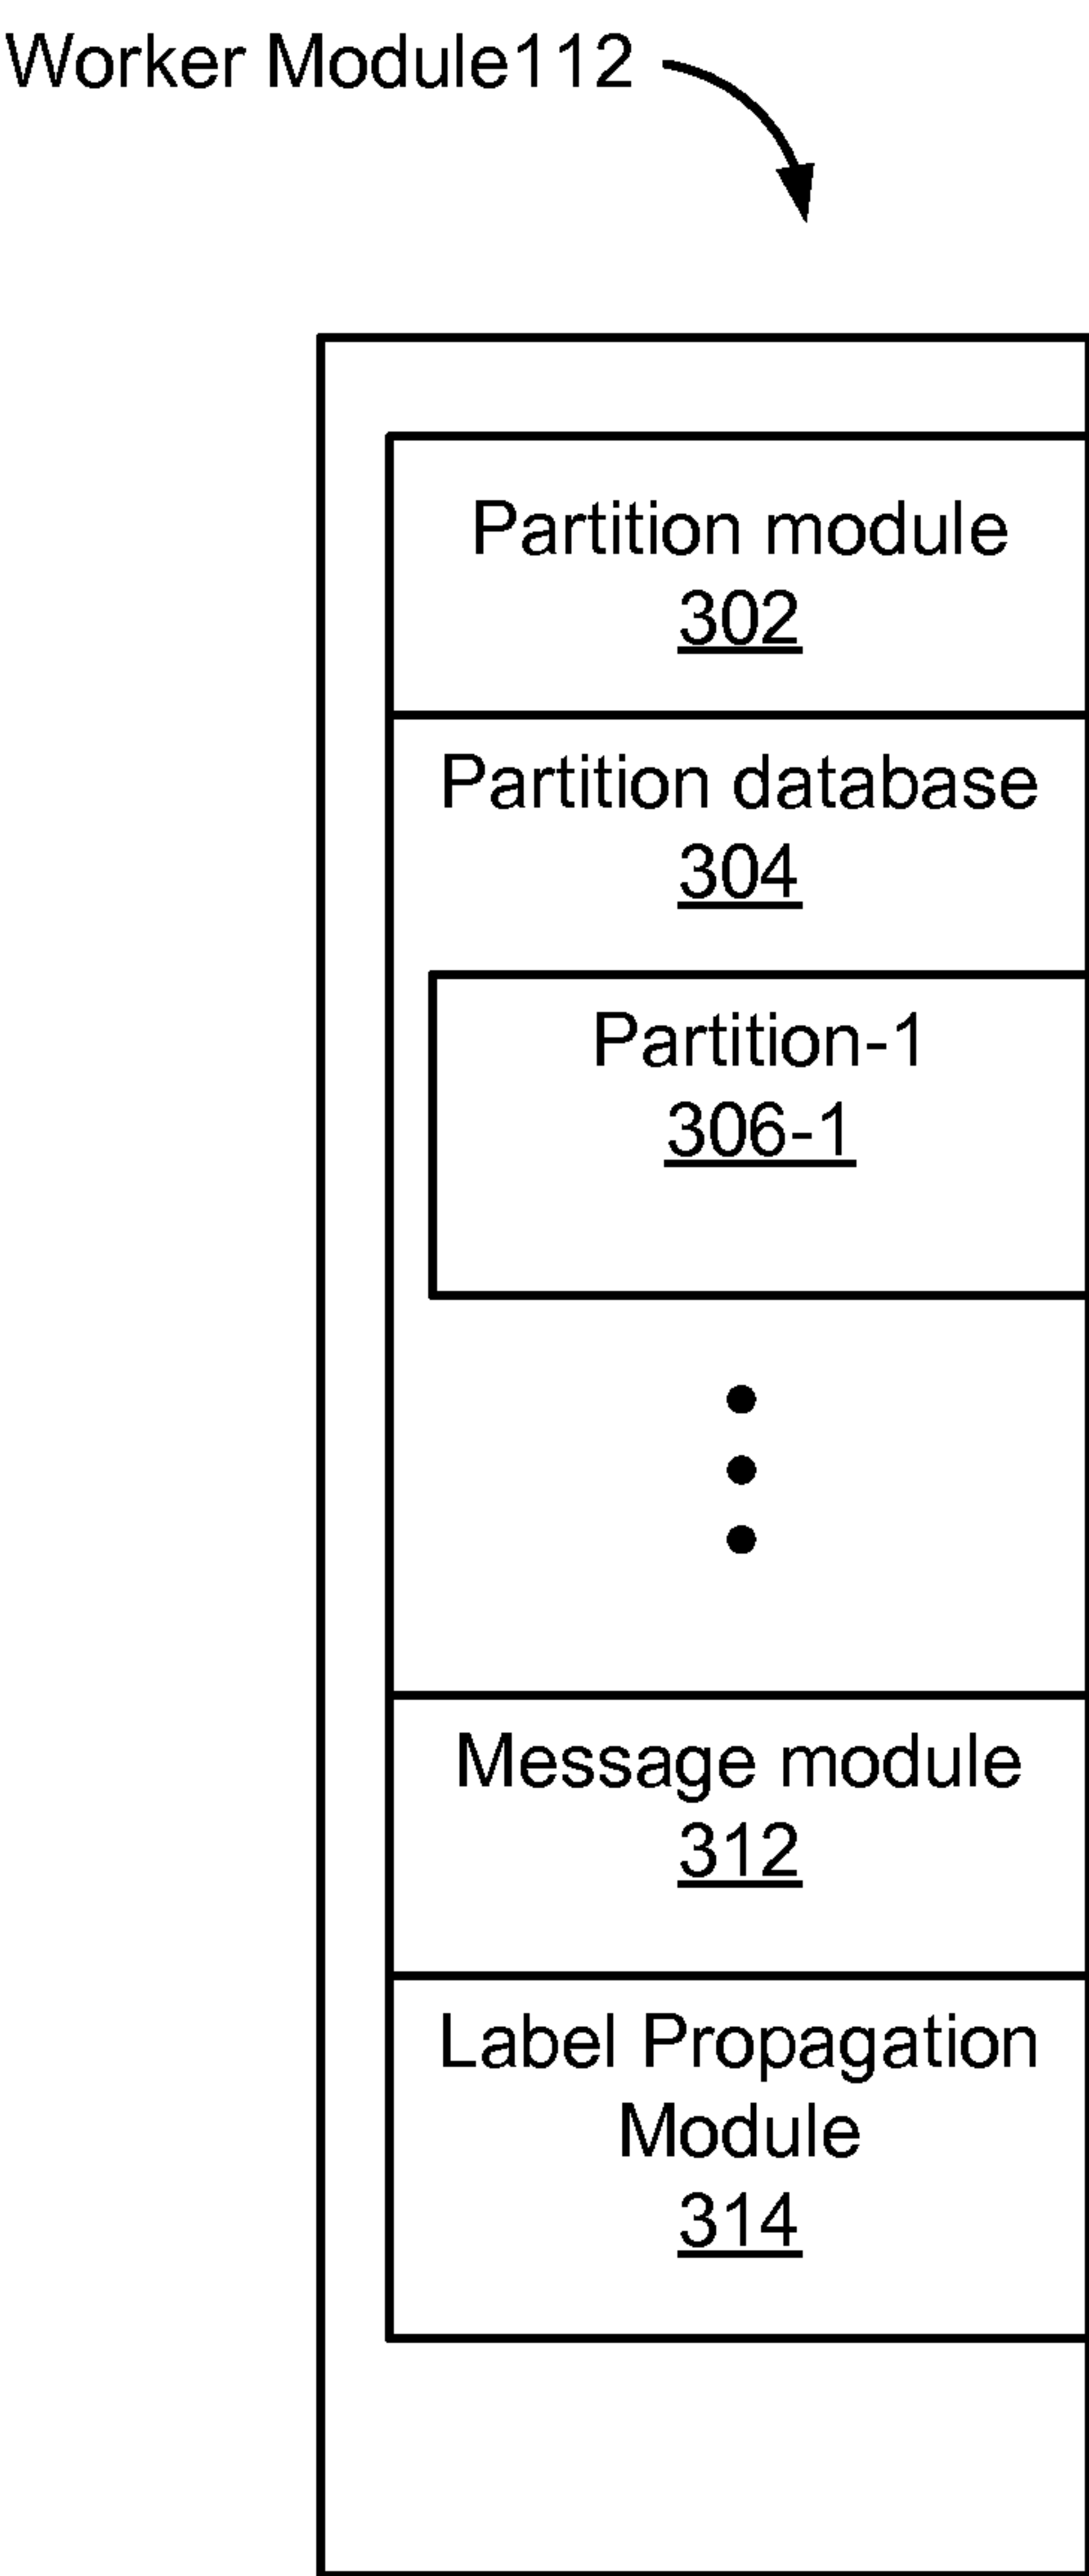 Worker Module112
Partition module
302
Partition database
304
Partition-1
306-1
Message module
312
Label Propagation
Module
314